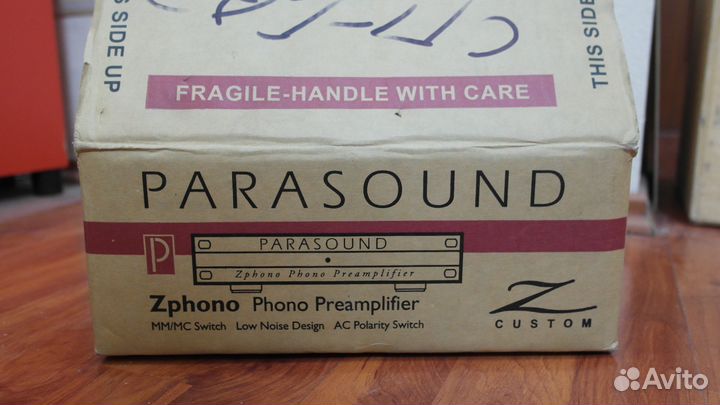 S SIDE UP
THIS SIDE
FRAGILE-HANDLE WITH CARE
PARASOUND
P
PARASOUND
Zphono Phono Preamplifier
Zphono Phono Preamplifier
MM/MC Switch Low Noise Design AC Polarity Switch
Z
CUSTOM
Avito